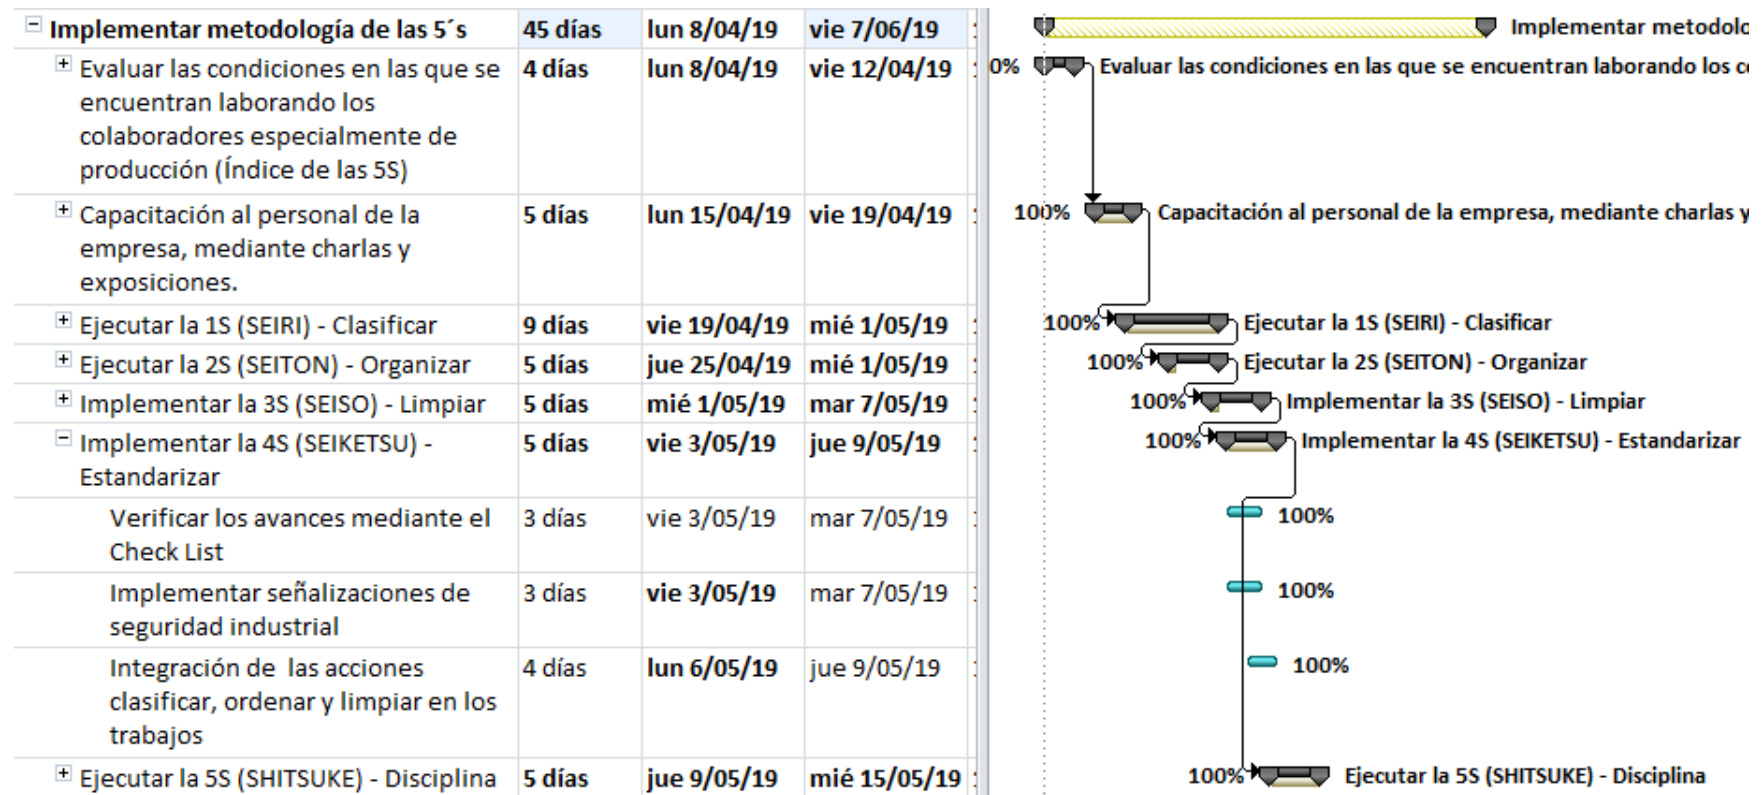 Implementar metodología de las 5´s 45 días lun 8/04/19 vie 7/06/19 Implementar
Evaluar las condiciones en las que se 4 días lun 8/04/19 vie 12/04/19 0% Evaluar las condiciones en las que se encuentran laborando los
encuentran laborando los
colaboradores especialmente de
producción (Índice de las 5S)
Capacitación al personal de la 5 días lun 15/04/19 vie 19/04/19 100% Capacitación al personal de la empresa, mediante charlas y
empresa, mediante charlas y
exposiciones.
Ejecutar la 1S (SEIRI) - Clasificar 9 días vie 19/04/19 mié 1/05/19 100% Ejecutar la 1S (SEIRI) - Clasificar
Ejecutar la 2S (SEITON) - Organizar 5 días jue 25/04/19 mié 1/05/19 100% Ejecutar la 2S (SEITON) - Organizar
Implementar la 3S (SEISO) - Limpiar 5 días mié 1/05/19 mar 7/05/19 100% Implementar la 3S (SEISO) - Limpiar
Implementar la 4S (SEIKETSU) - 5 días vie 3/05/19 jue 9/05/19 100% Implementar la 4S (SEIKETSU) - Estandarizar
Estandarizar
Verificar los avances mediante el 3 días vie 3/05/19 mar 7/05/19 100%
Check List
Implementar señalizaciones de 3 días vie 3/05/19 mar 7/05/19 100%
seguridad industrial
Integración de las acciones 4 días lun 6/05/19 jue 9/05/19 100%
clasificar, ordenar y limpiar en los
trabajos
Ejecutar la 5S (SHITSUKE) - Disciplina 5 días jue 9/05/19 mié 15/05/19 100% Ejecutar la 5S (SHITSUKE) - Disciplina